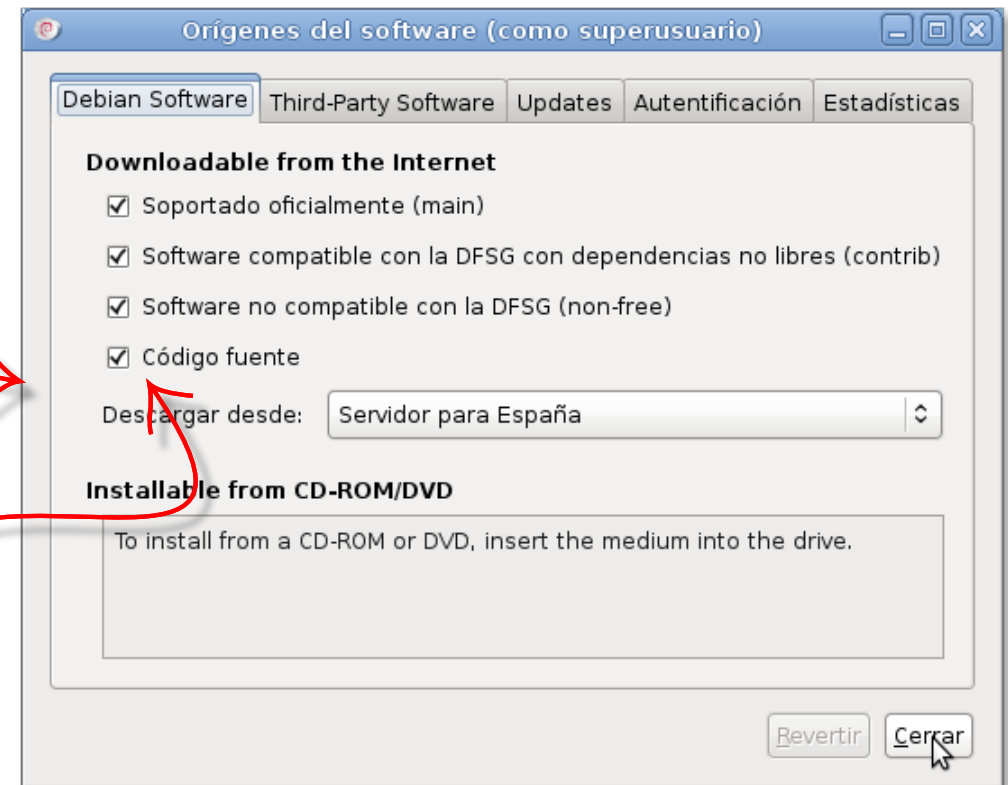 Orígenes del software (como superusuario)
Debian Software Third-Party Software Updates Autentificación Estadísticas
Downloadable from the Internet
Soportado oficialmente (main)
Software compatible con la DFSG con dependencias no libres (contrib)
Software no compatible con la DFSG (non-free)
Código fuente
Descargar desde: Servidor para España
Installable from CD-ROM/DVD
To install from a CD-ROM or DVD, insert the medium into the drive.
Revertir Cerrar